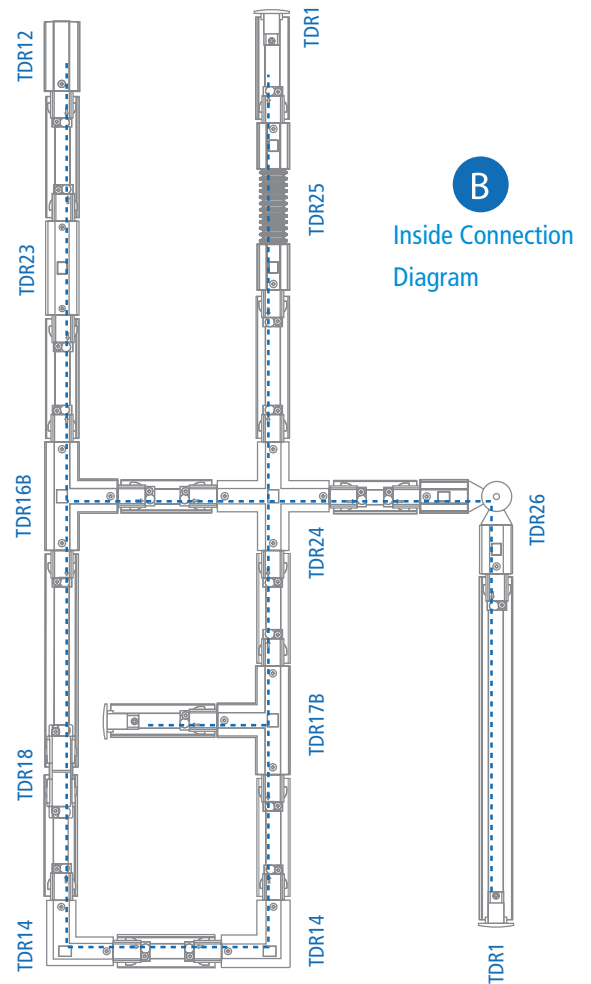 TDR12
TDR1
TDR25
B
Inside Connection
Diagram
TDR23
TDR16B
TDR24
TDR26
TDR17B
TDR18
TDR14
TDR14
TDR1